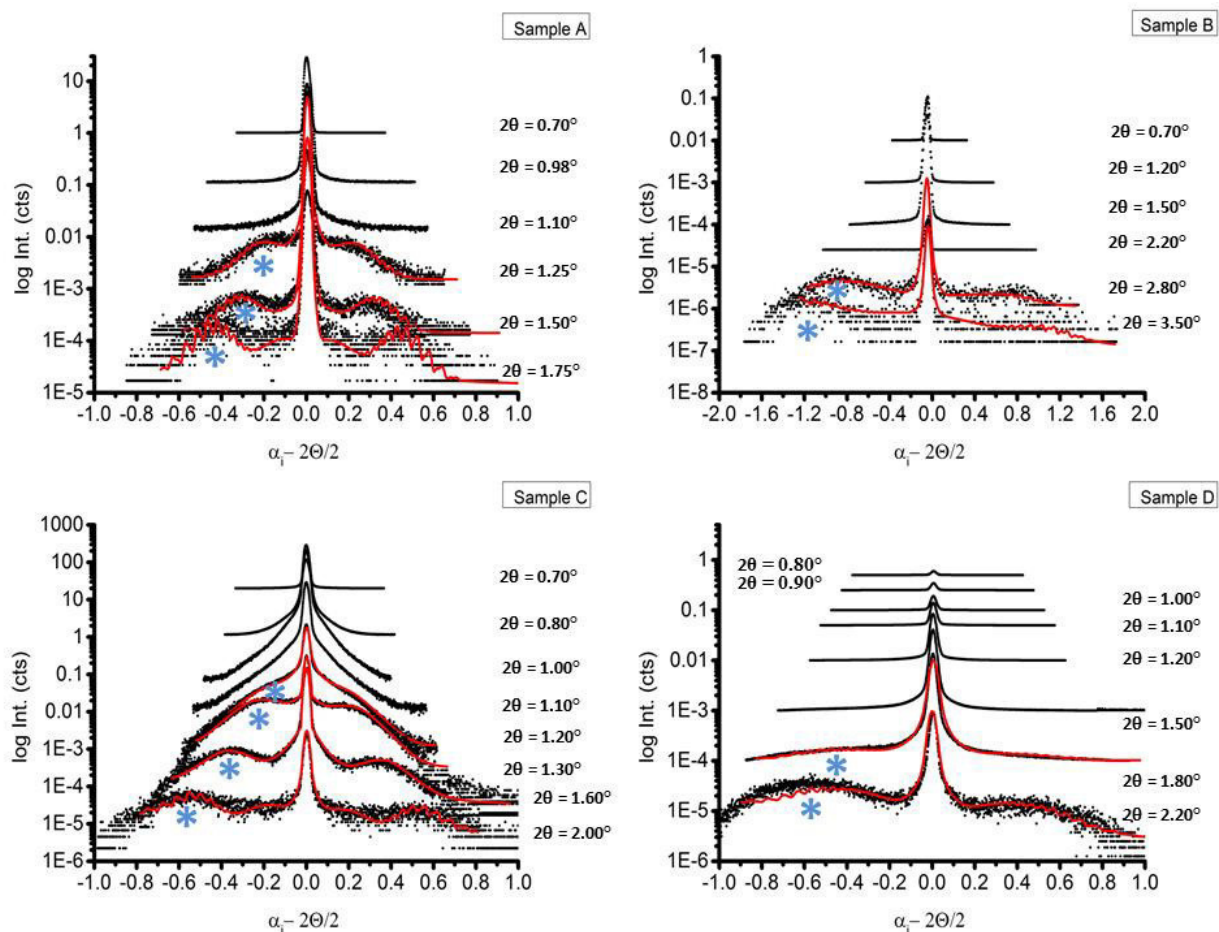 Sample A
log Int. (cts)
10
1
0.1
0.01
1E-3
1E-4
1E-5
2θ = 0.70°
2θ = 0.98°
2θ = 1.10°
2θ = 1.25°
2θ = 1.50°
2θ = 1.75°
-1.0 -0.8 -0.6 -0.4 -0.2 0.0 0.2 0.4 0.6 0.8 1.0
αi – 2Θ/2
Sample B
log Int. (cts)
1
0.1
0.01
1E-3
1E-4
1E-5
1E-6
1E-7
1E-8
2θ = 0.70°
2θ = 1.20°
2θ = 1.50°
2θ = 2.20°
2θ = 2.80°
2θ = 3.50°
-2.0 -1.6 -1.2 -0.8 -0.4 0.0 0.4 0.8 1.2 1.6 2.0
αi – 2Θ/2
Sample C
log Int. (cts)
1000
100
10
1
0.1
0.01
1E-3
1E-4
1E-5
1E-6
2θ = 0.70°
2θ = 0.80°
2θ = 1.00°
2θ = 1.10°
2θ = 1.20°
2θ = 1.30°
2θ = 1.60°
2θ = 2.00°
-1.0 -0.8 -0.6 -0.4 -0.2 0.0 0.2 0.4 0.6 0.8 1.0
αi – 2Θ/2
Sample D
log Int. (cts)
1
0.1
0.01
1E-3
1E-4
1E-5
1E-6
2θ = 0.80°
2θ = 0.90°
2θ = 1.00°
2θ = 1.10°
2θ = 1.20°
2θ = 1.50°
2θ = 1.80°
2θ = 2.20°
-1.0 -0.8 -0.6 -0.4 -0.2 0.0 0.2 0.4 0.6 0.8 1.0
αi – 2Θ/2